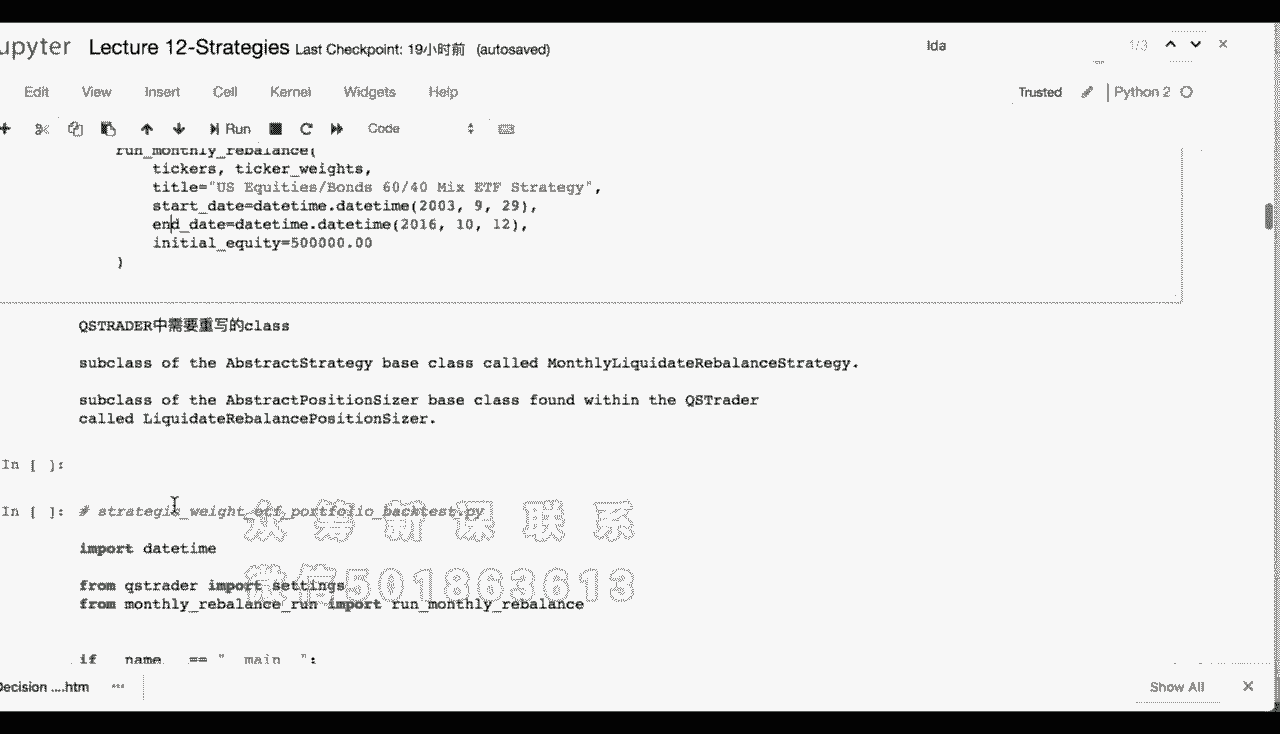 upyter Lecture 12-Strategies Last Checkpoint: 19小时前 (autosaved)
lda 1/3
Edit View Insert Cell Kernel Widgets Help
Trusted Python 2
Run Code
run_monthly_rebalance(
tickers, ticker_weights,
title="US Equities/Bonds 60/40 Mix ETF Strategy",
start_date=datetime.datetime(2003, 9, 29),
end_date=datetime.datetime(2016, 10, 12),
initial_equity=500000.00
)
QSTRADER中需要重写的class
subclass of the AbstractStrategy base class called MonthlyLiquidateRebalanceStrategy.
subclass of the AbstractPositionSizer base class found within the QSTrader
called LiquidateRebalancePositionSizer.
In [ ]:
In [ ]: # strategic_weight_etf_portfolio_backtest.py
众筹新课联系
import datetime
微信501863613
from qstrader import settings
from monthly_rebalance_run import run_monthly_rebalance
if __name__ == "__main__":
Decision ....htm
Show All